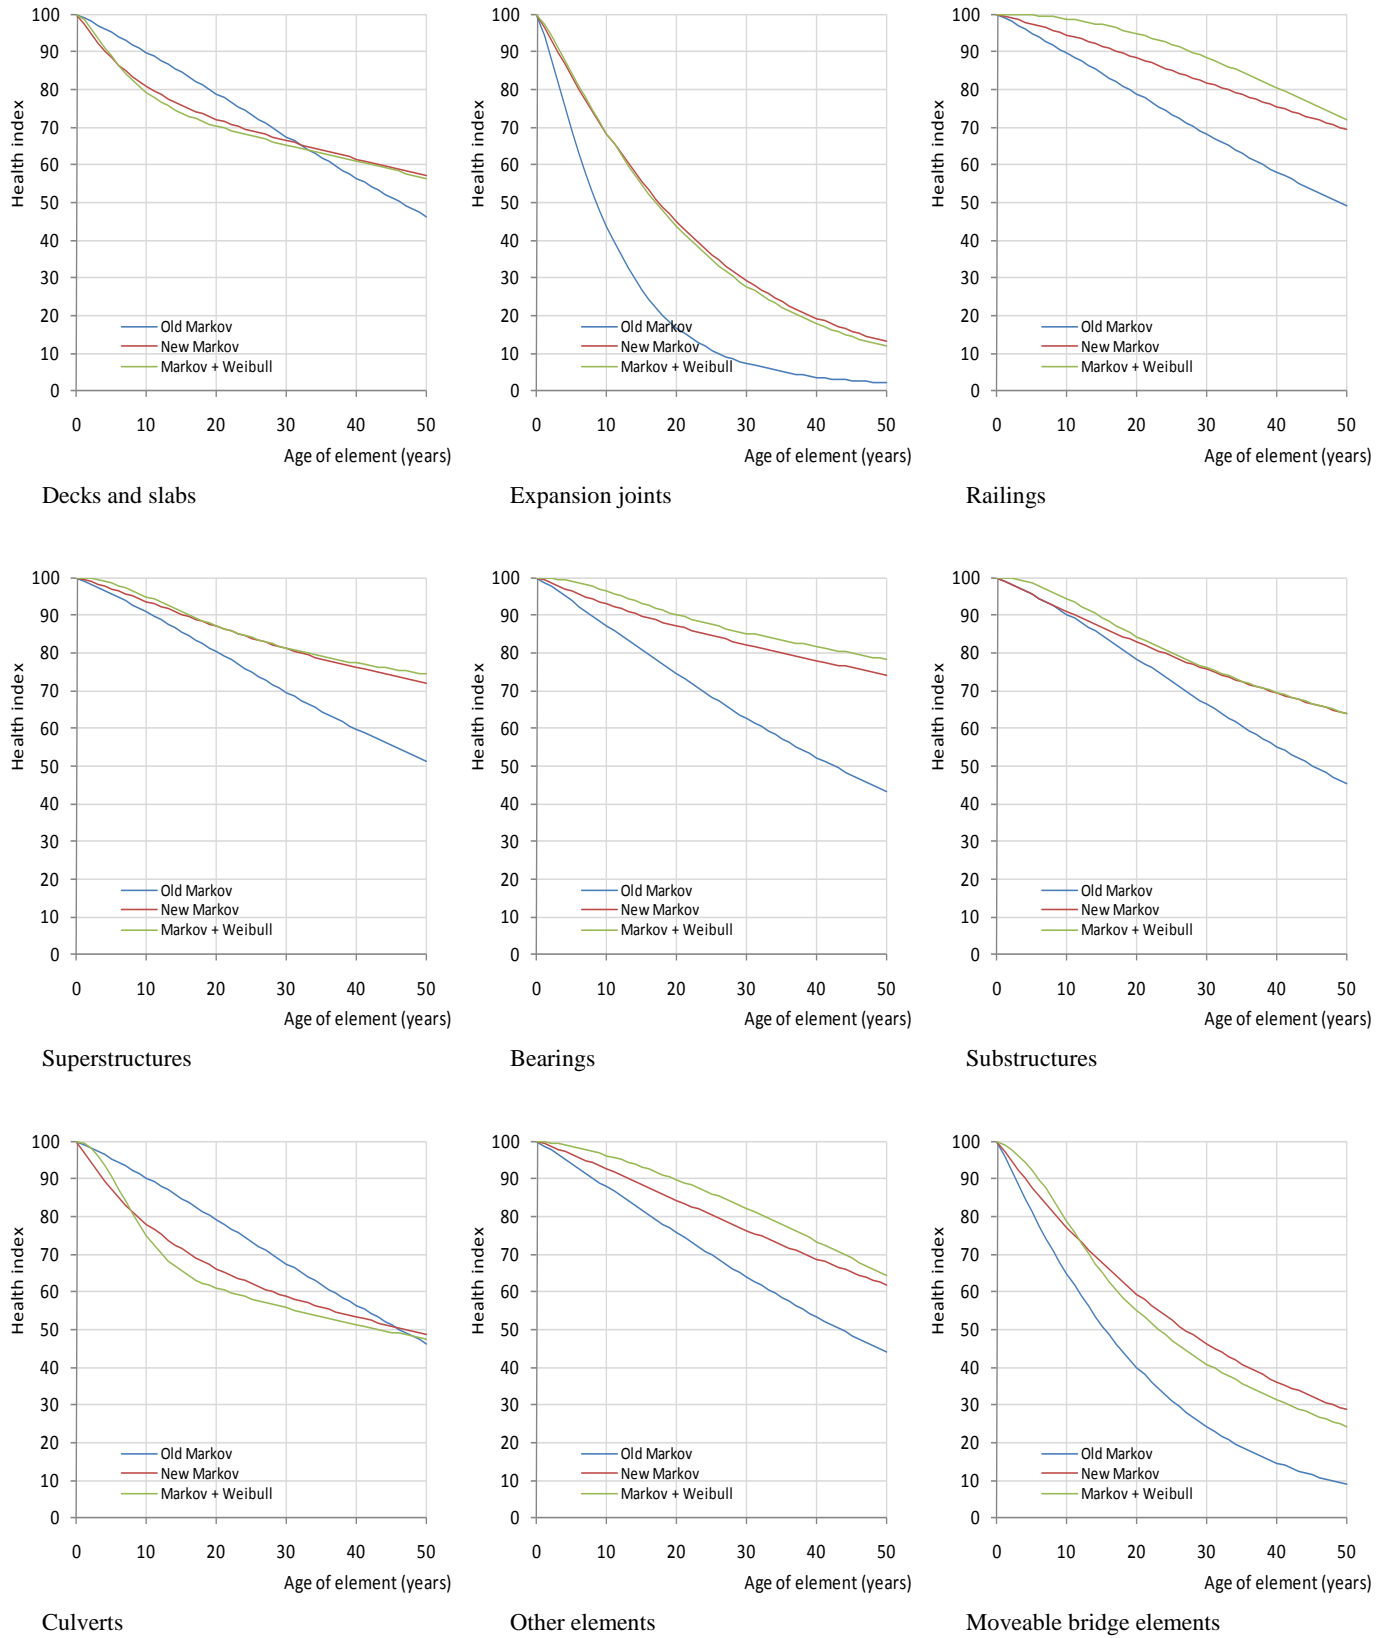 Health index
100
90
80
70
60
50
40
30
20
10
0
Old Markov
New Markov
Markov + Weibull
0 10 20 30 40 50
Age of element (years)
Decks and slabs
Health index
100
90
80
70
60
50
40
30
20
10
0
Old Markov
New Markov
Markov + Weibull
0 10 20 30 40 50
Age of element (years)
Expansion joints
Health index
100
90
80
70
60
50
40
30
20
10
0
Old Markov
New Markov
Markov + Weibull
0 10 20 30 40 50
Age of element (years)
Railings
Health index
100
90
80
70
60
50
40
30
20
10
0
Old Markov
New Markov
Markov + Weibull
0 10 20 30 40 50
Age of element (years)
Superstructures
Health index
100
90
80
70
60
50
40
30
20
10
0
Old Markov
New Markov
Markov + Weibull
0 10 20 30 40 50
Age of element (years)
Bearings
Health index
100
90
80
70
60
50
40
30
20
10
0
Old Markov
New Markov
Markov + Weibull
0 10 20 30 40 50
Age of element (years)
Substructures
Health index
100
90
80
70
60
50
40
30
20
10
0
Old Markov
New Markov
Markov + Weibull
0 10 20 30 40 50
Age of element (years)
Culverts
Health index
100
90
80
70
60
50
40
30
20
10
0
Old Markov
New Markov
Markov + Weibull
0 10 20 30 40 50
Age of element (years)
Other elements
Health index
100
90
80
70
60
50
40
30
20
10
0
Old Markov
New Markov
Markov + Weibull
0 10 20 30 40 50
Age of element (years)
Moveable bridge elements